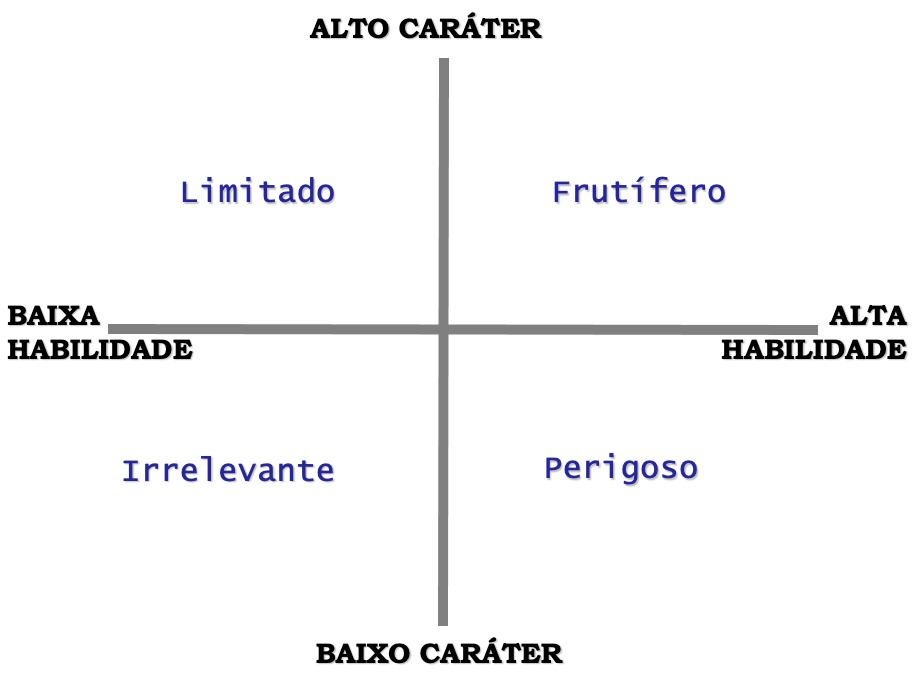 ALTO CARÁTER
Limitado
Frutífero
BAIXA
HABILIDADE
ALTA
HABILIDADE
Irrelevante
Perigoso
BAIXO CARÁTER